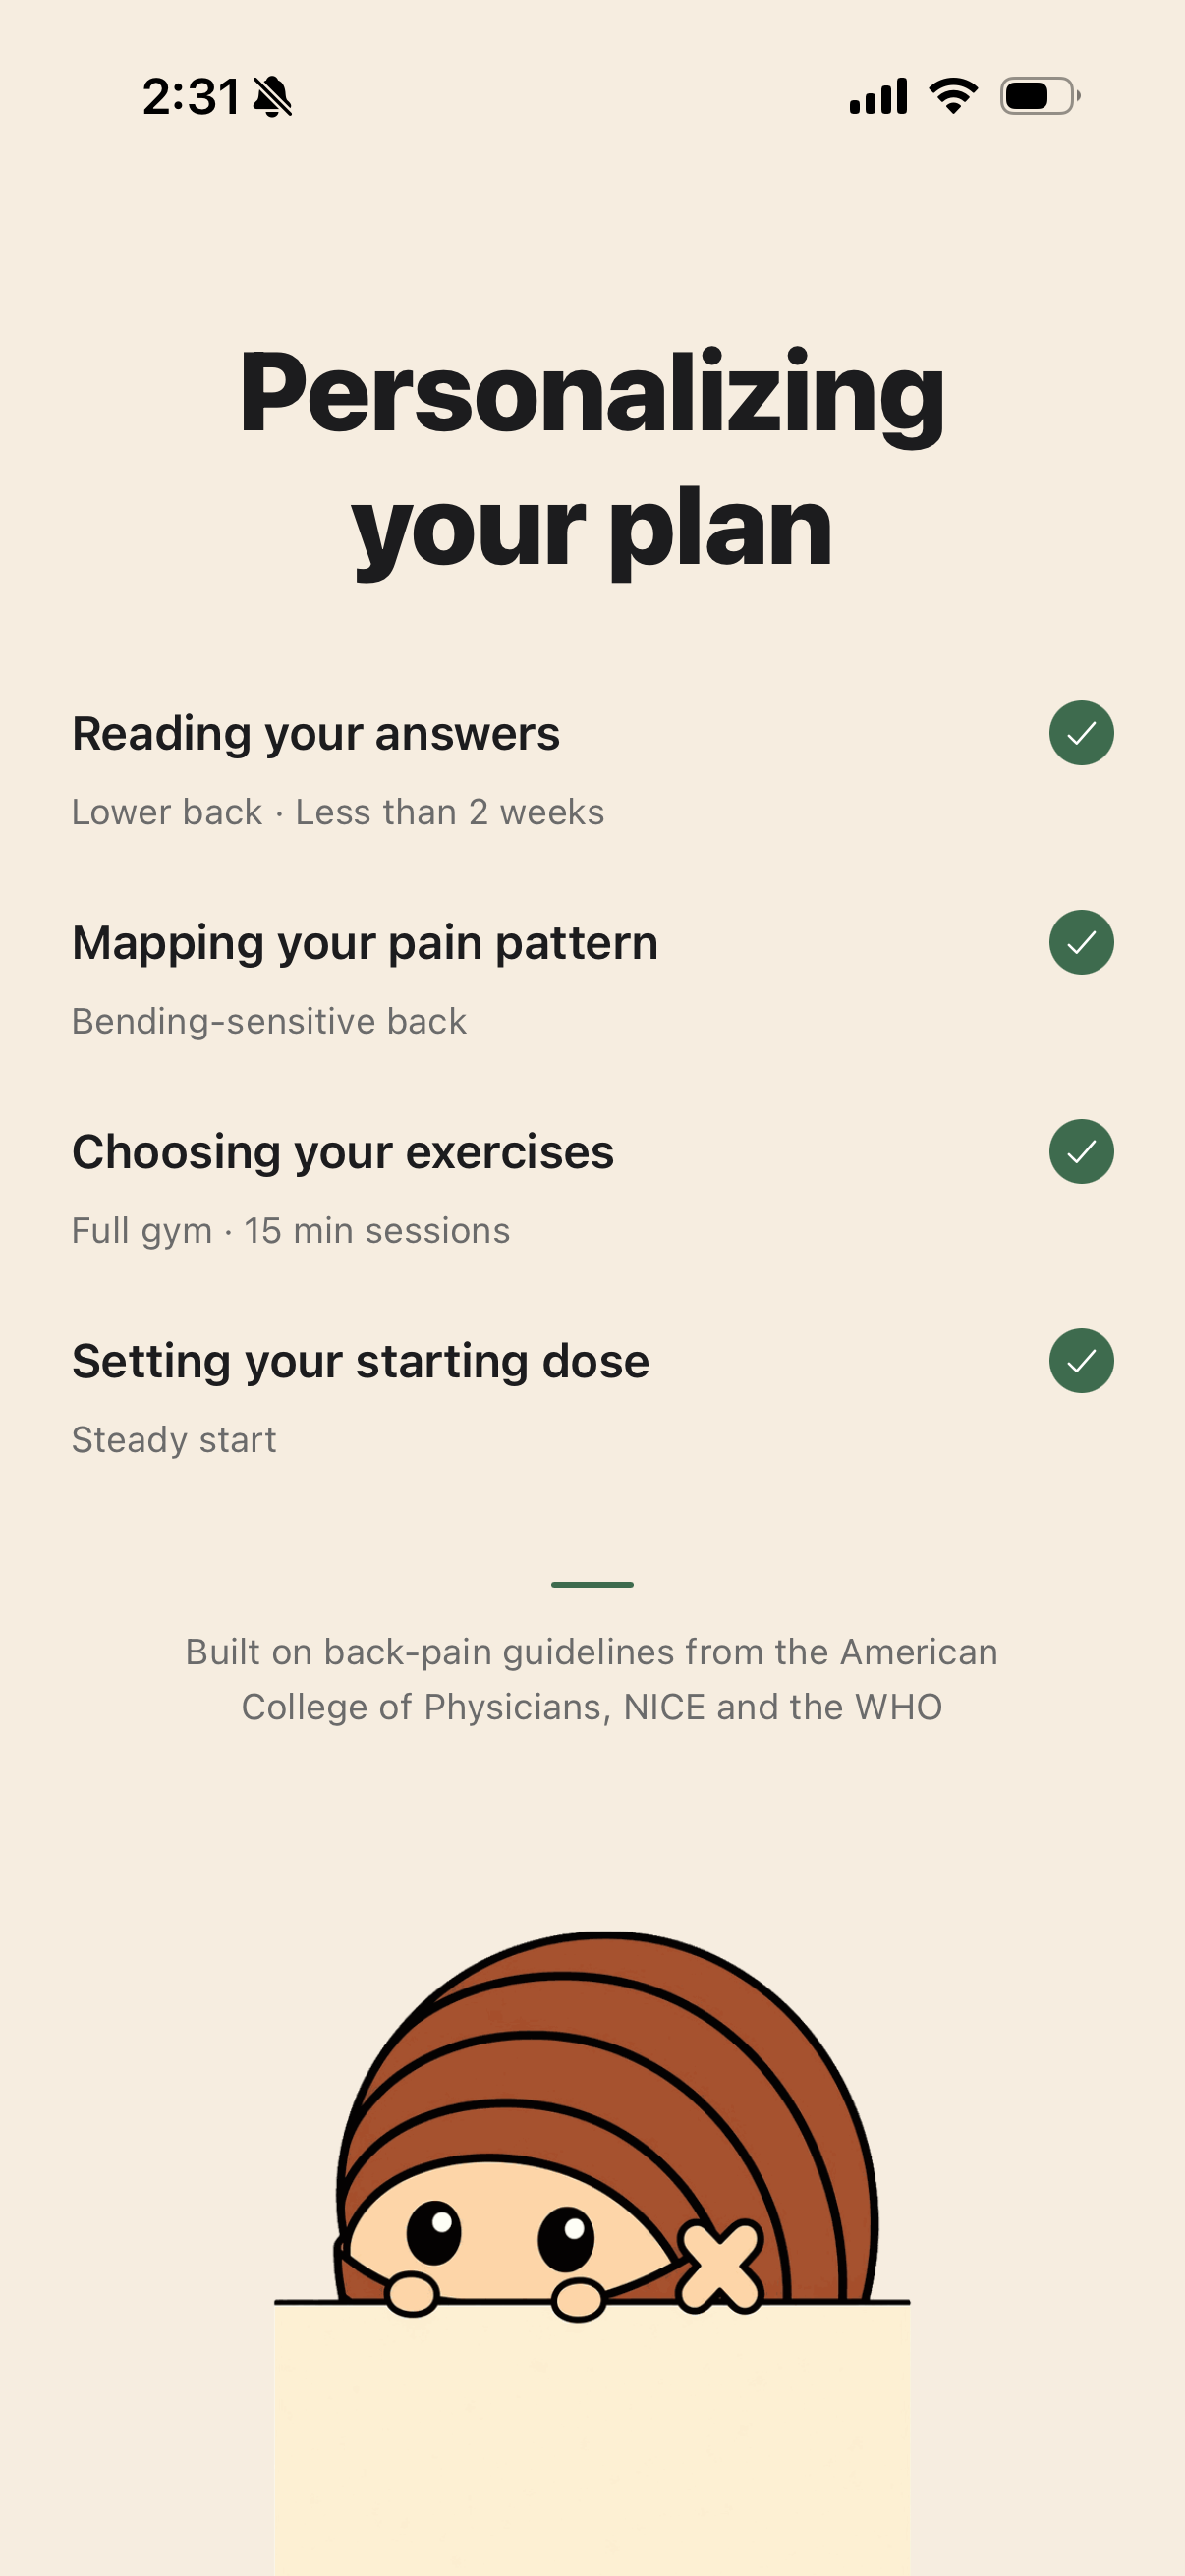 2:31
Personalizing
your plan
Reading your answers
Lower back · Less than 2 weeks
Mapping your pain pattern
Bending-sensitive back
Choosing your exercises
Full gym · 15 min sessions
Setting your starting dose
Steady start
Built on back-pain guidelines from the American
College of Physicians, NICE and the WHO